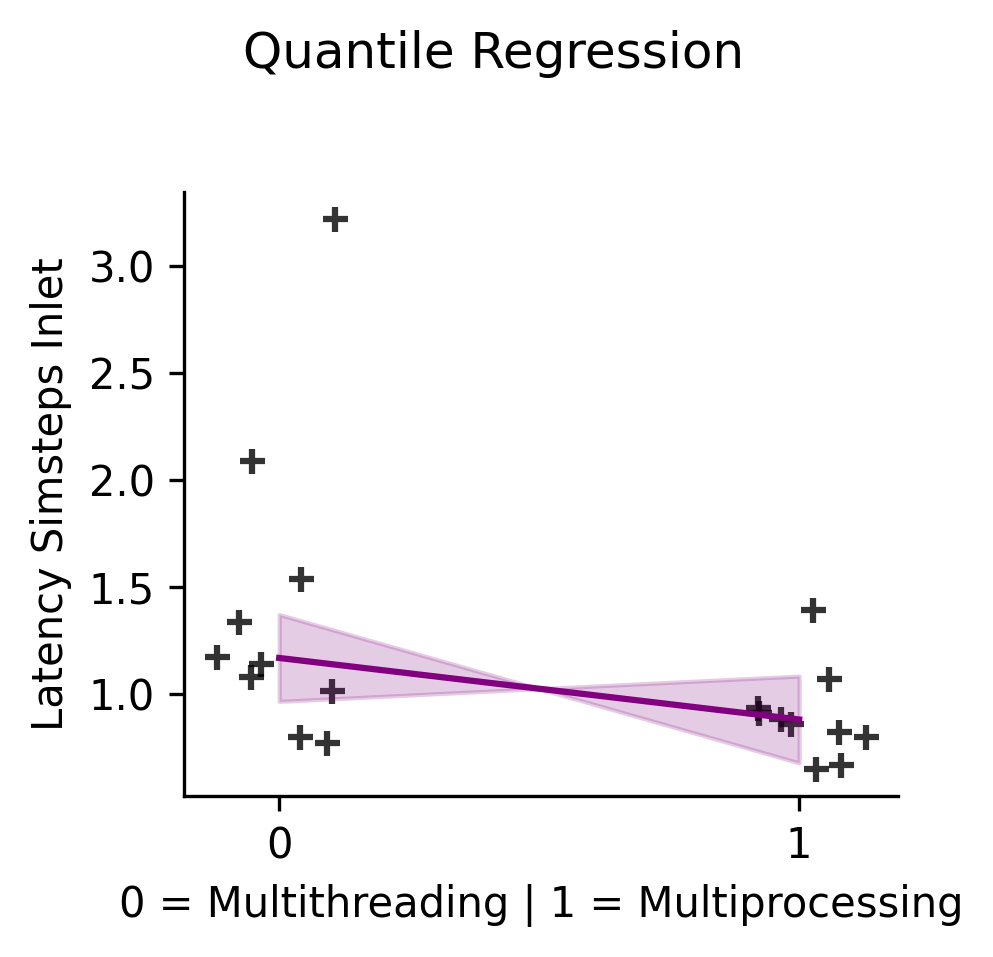 Quantile Regression
Latency Simsteps Inlet
3.0
2.5
2.0
1.5
1.0
0 1
0 = Multithreading | 1 = Multiprocessing